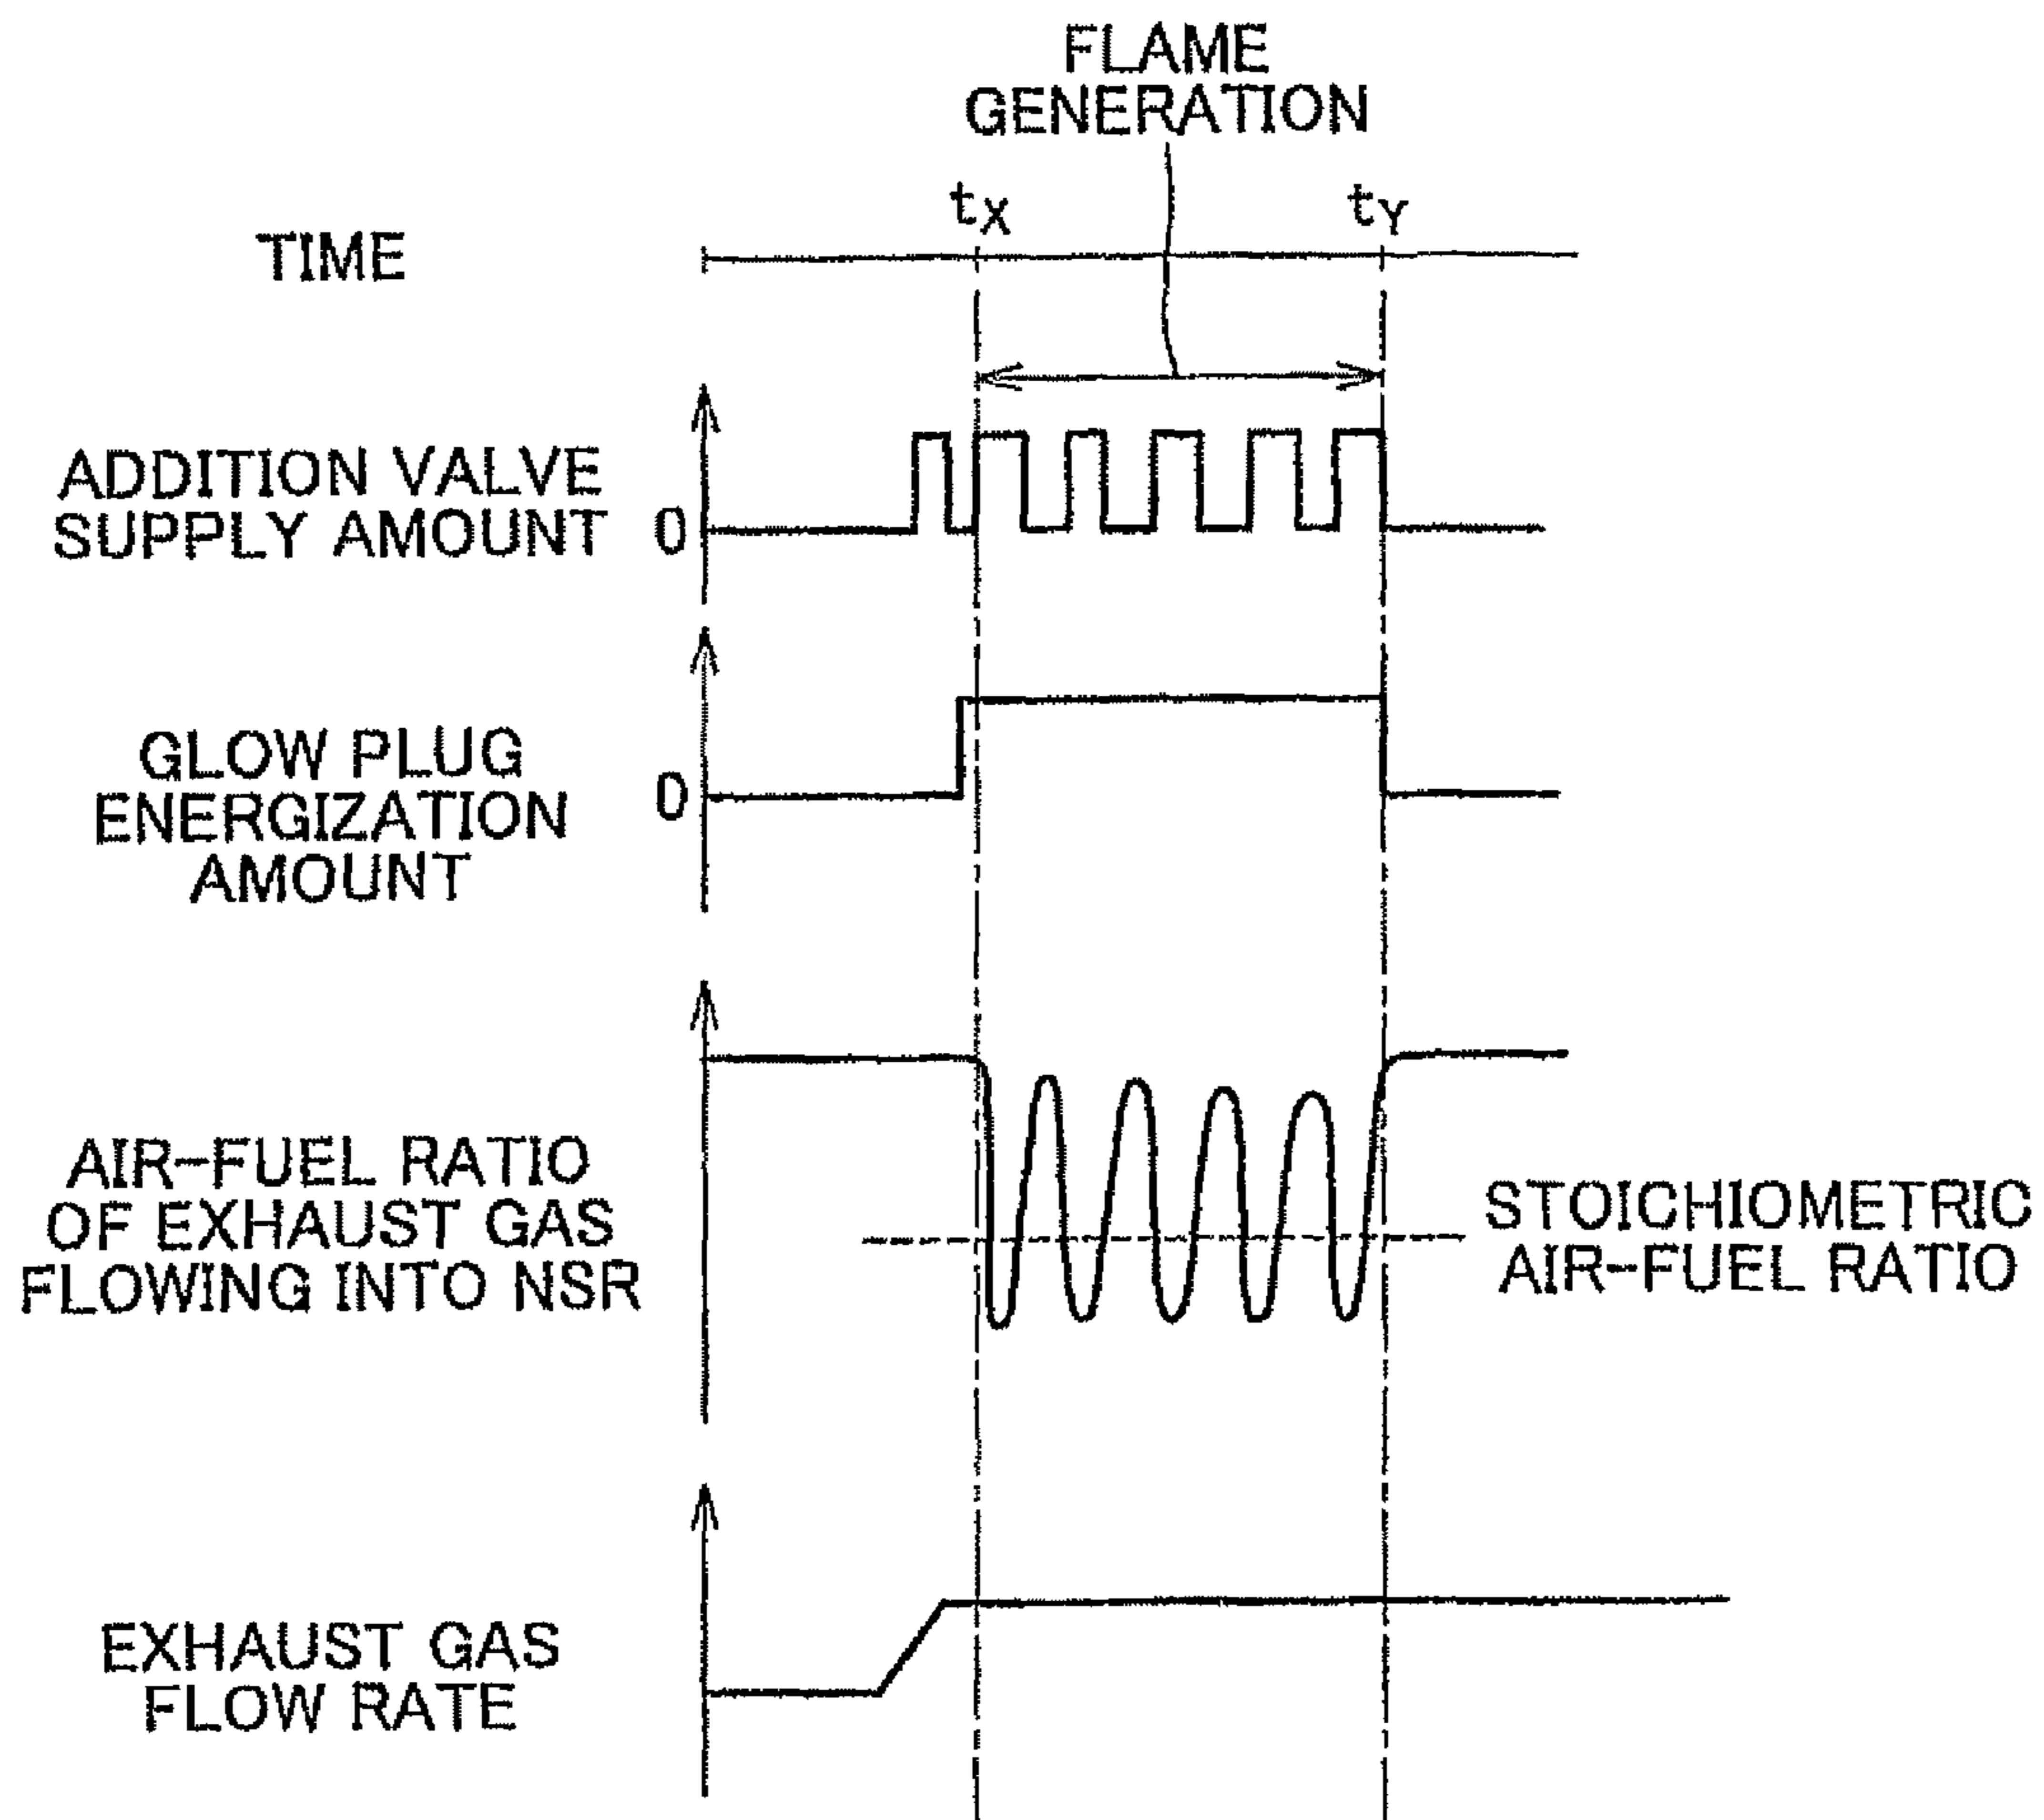 FLAME
GENERATION
tX
tY
TIME
ADDITION VALVE
SUPPLY AMOUNT
0
GLOW PLUG
ENERGIZATION
AMOUNT
0
AIR-FUEL RATIO
OF EXHAUST GAS
FLOWING INTO NSR
STOICHIOMETRIC
AIR-FUEL RATIO
EXHAUST GAS
FLOW RATE